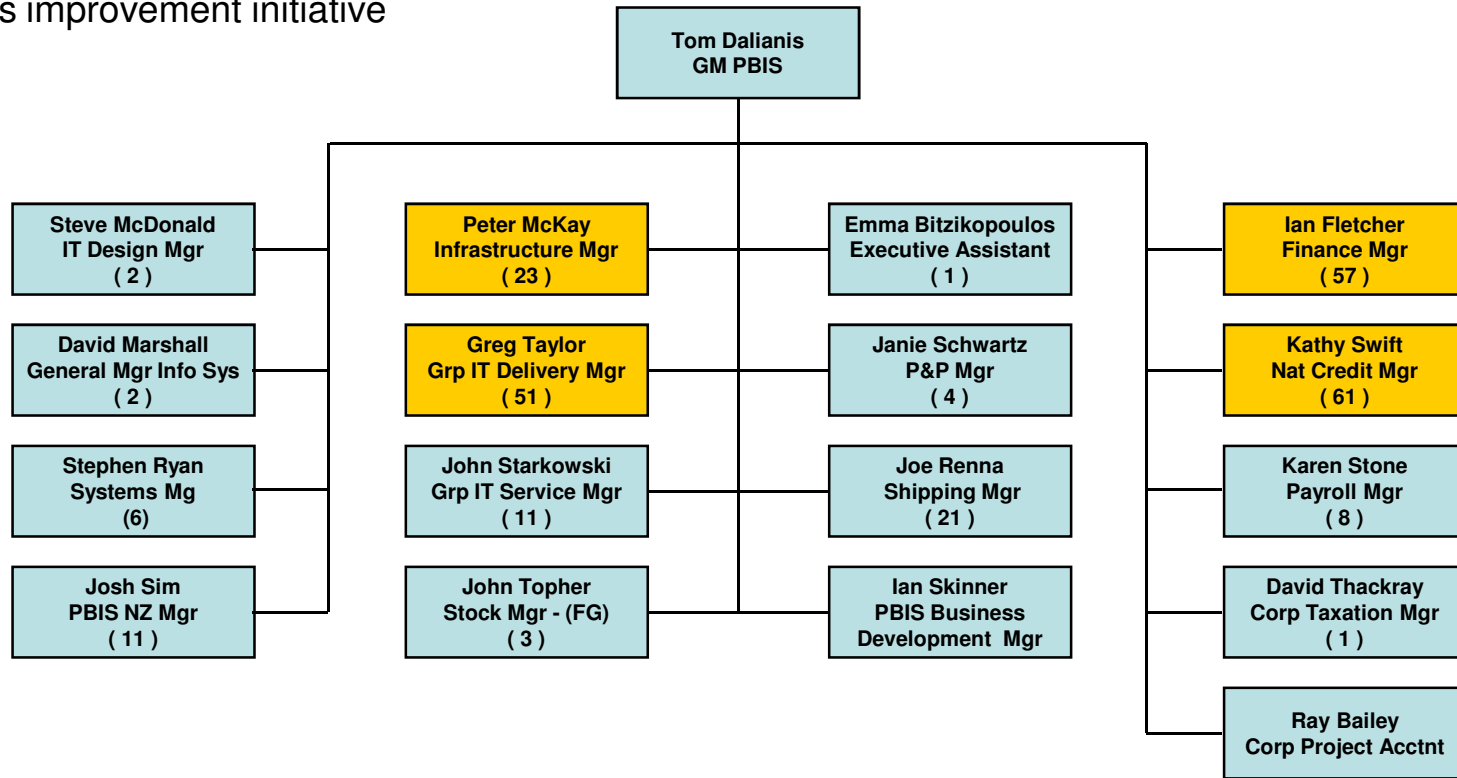 s improvement initiative
Tom Dalianis
GM PBIS
Steve McDonald
IT Design Mgr
( 2 )
Peter McKay
Infrastructure Mgr
( 23 )
Emma Bitzikopoulos
Executive Assistant
( 1 )
Ian Fletcher
Finance Mgr
( 57 )
David Marshall
General Mgr Info Sys
( 2 )
Greg Taylor
Grp IT Delivery Mgr
( 51 )
Janie Schwartz
P&P Mgr
( 4 )
Kathy Swift
Nat Credit Mgr
( 61 )
Stephen Ryan
Systems Mg
(6)
John Starkowski
Grp IT Service Mgr
( 11 )
Joe Renna
Shipping Mgr
( 21 )
Karen Stone
Payroll Mgr
( 8 )
Josh Sim
PBIS NZ Mgr
( 11 )
John Topher
Stock Mgr - (FG)
( 3 )
Ian Skinner
PBIS Business
Development  Mgr
David Thackray
Corp Taxation Mgr
( 1 )
Ray Bailey
Corp Project Acctnt